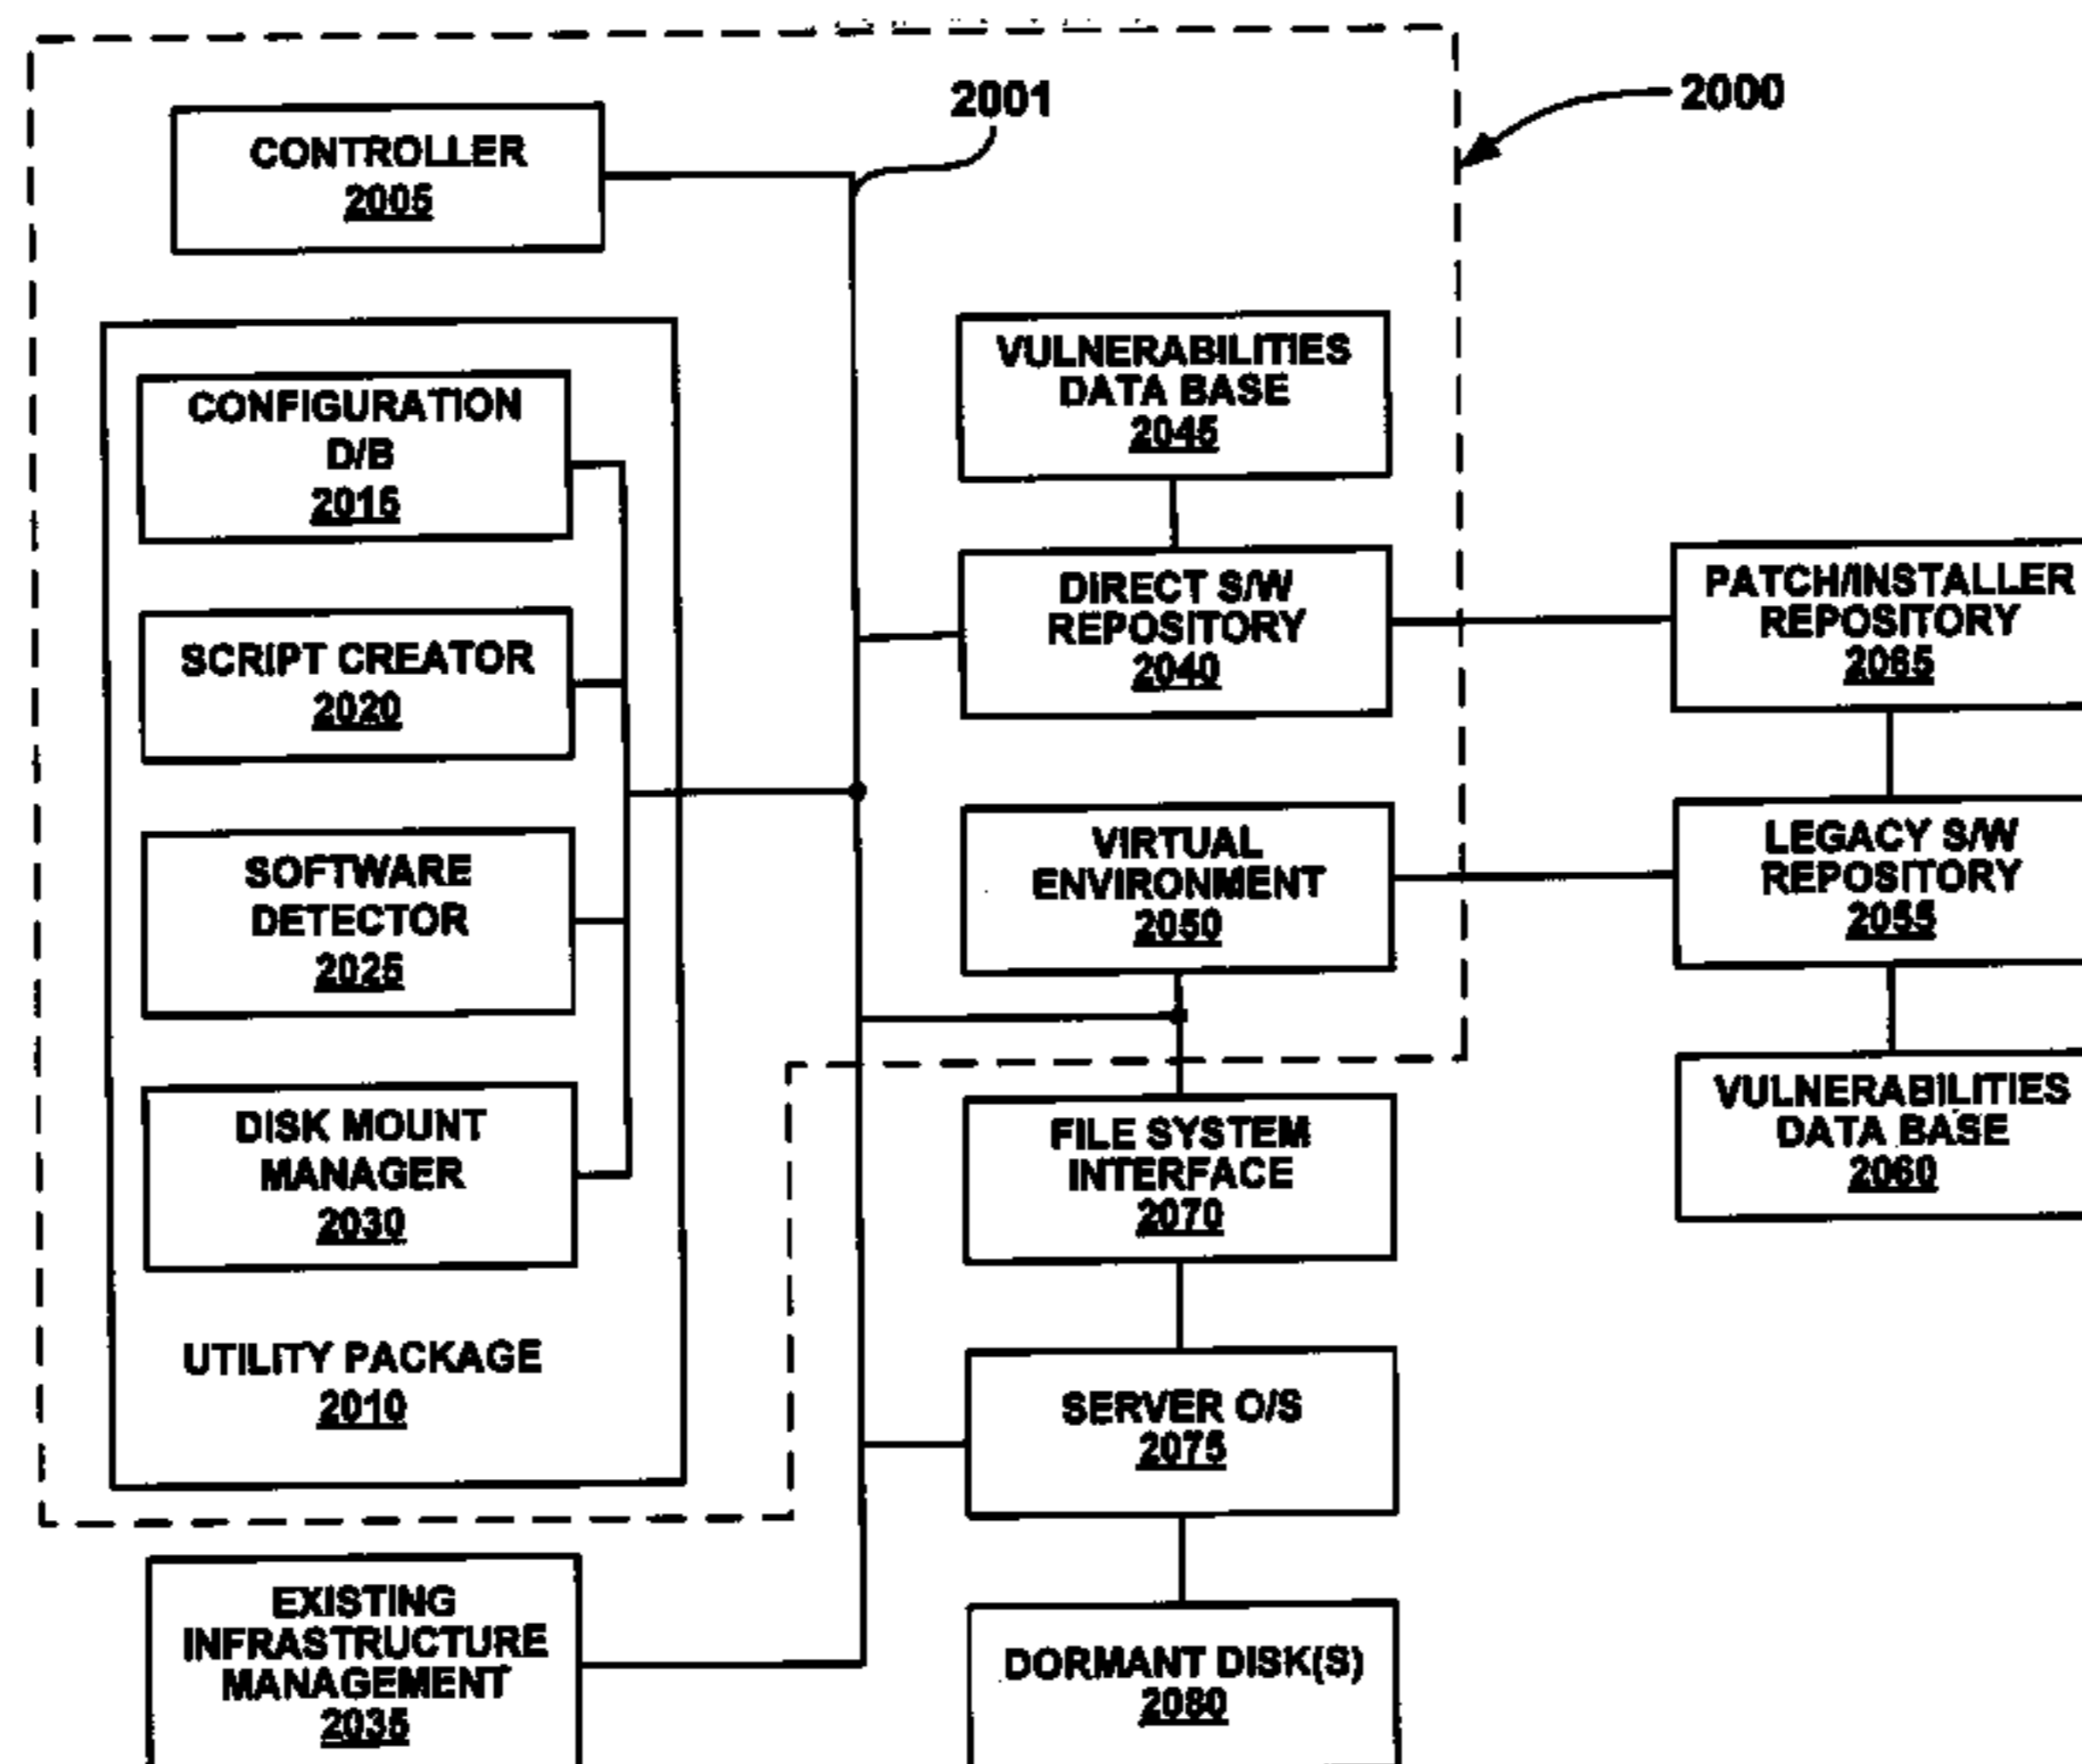 2001
2000
CONTROLLER
2005
CONFIGURATION
D/B
2015
SCRIPT CREATOR
2020
SOFTWARE
DETECTOR
2025
DISK MOUNT
MANAGER
2030
UTILITY PACKAGE
2010
EXISTING
INFRASTRUCTURE
MANAGEMENT
2035
VULNERABILITIES
DATA BASE
2045
DIRECT S/W
REPOSITORY
2040
VIRTUAL
ENVIRONMENT
2050
FILE SYSTEM
INTERFACE
2070
SERVER O/S
2075
DORMANT DISK(S)
2080
PATCH/INSTALLER
REPOSITORY
2065
LEGACY S/W
REPOSITORY
2055
VULNERABILITIES
DATA BASE
2060